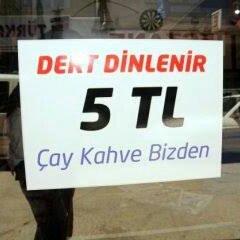 DERT DİNLENİR
5 TL
Çay Kahve Bizden